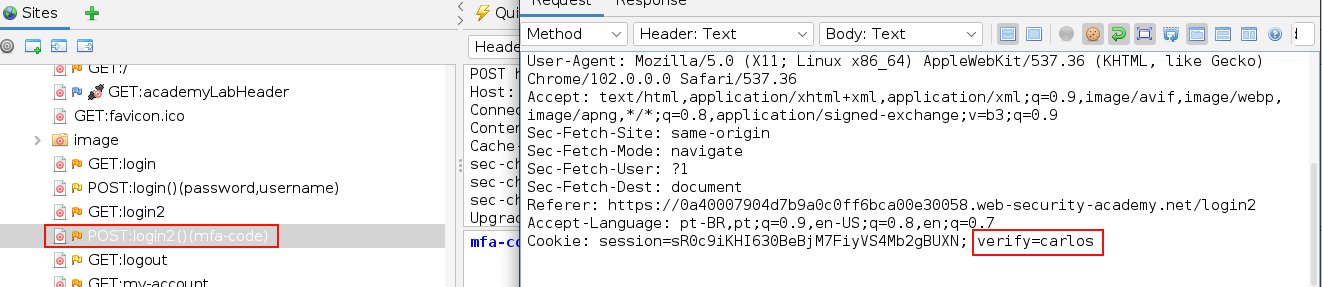 Sites
Qui
Request
Response
Method
Header: Text
Body: Text
GET:/
GET:academyLabHeader
GET:favicon.ico
image
GET:login
POST:login()(password,username)
GET:login2
POST:login2()(mfa-code)
GET:logout
GET:my-account
Heade
POST h
Host:
Connec
Conten
Cache-
sec-ch
sec-ch
sec-ch
Upgrad
mfa-co
User-Agent: Mozilla/5.0 (X11; Linux x86_64) AppleWebKit/537.36 (KHTML, like Gecko)
Chrome/102.0.0.0 Safari/537.36
Accept: text/html,application/xhtml+xml,application/xml;q=0.9,image/avif,image/webp,
image/apng,*/*;q=0.8,application/signed-exchange;v=b3;q=0.9
Sec-Fetch-Site: same-origin
Sec-Fetch-Mode: navigate
Sec-Fetch-User: ?1
Sec-Fetch-Dest: document
Referer: https://0a40007904d7b9a0c0ff6bca00e30058.web-security-academy.net/login2
Accept-Language: pt-BR,pt;q=0.9,en-US;q=0.8,en;q=0.7
Cookie: session=sR0c9iKHI630BeBjM7FiyVS4Mb2gBUXN; verify=carlos